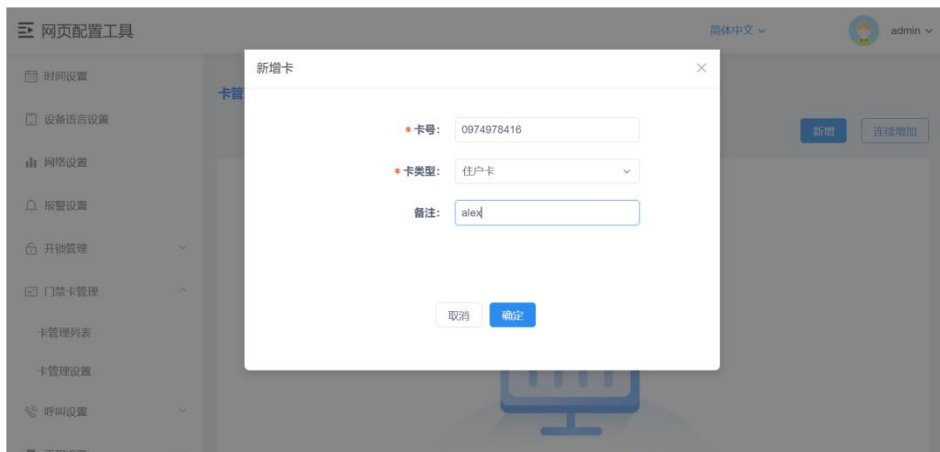 网页配置工具
简体中文
admin
时间设置
设备语言设置
网络设置
报警设置
开锁管理
门禁卡管理
卡管理列表
卡管理设置
呼叫设置
卡管
新增
连续增加
新增卡
* 卡号: 0974978416
* 卡类型: 住户卡
备注: alex
取消
确定